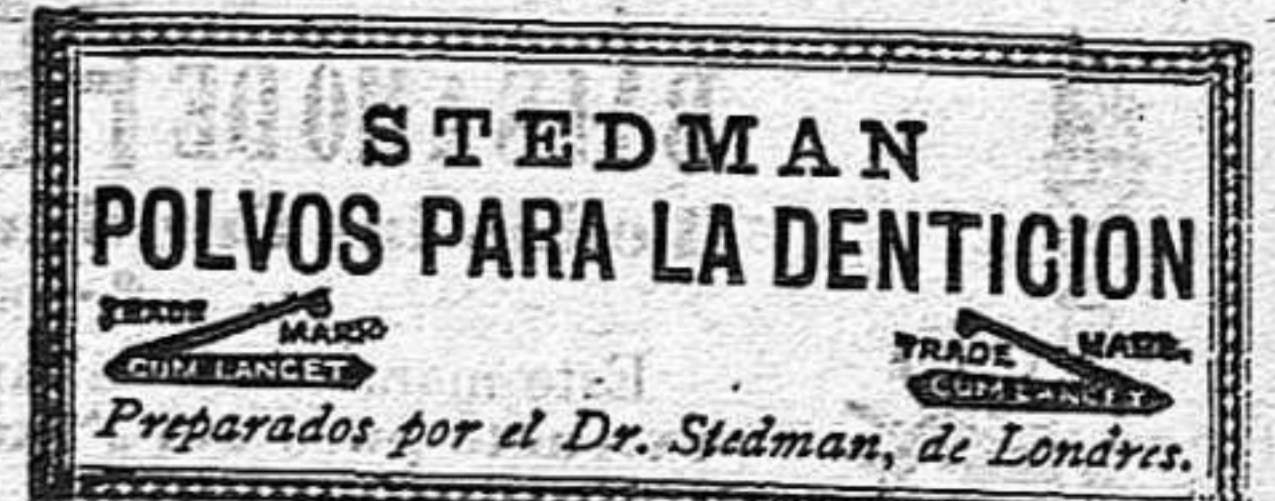 STEDMAN
POLVOS PARA LA DENTICION
TRADE MARK
GUM LANCET
TRADE MARK
GUM LANCET
Preparados por el Dr. Stedman, de Londres.